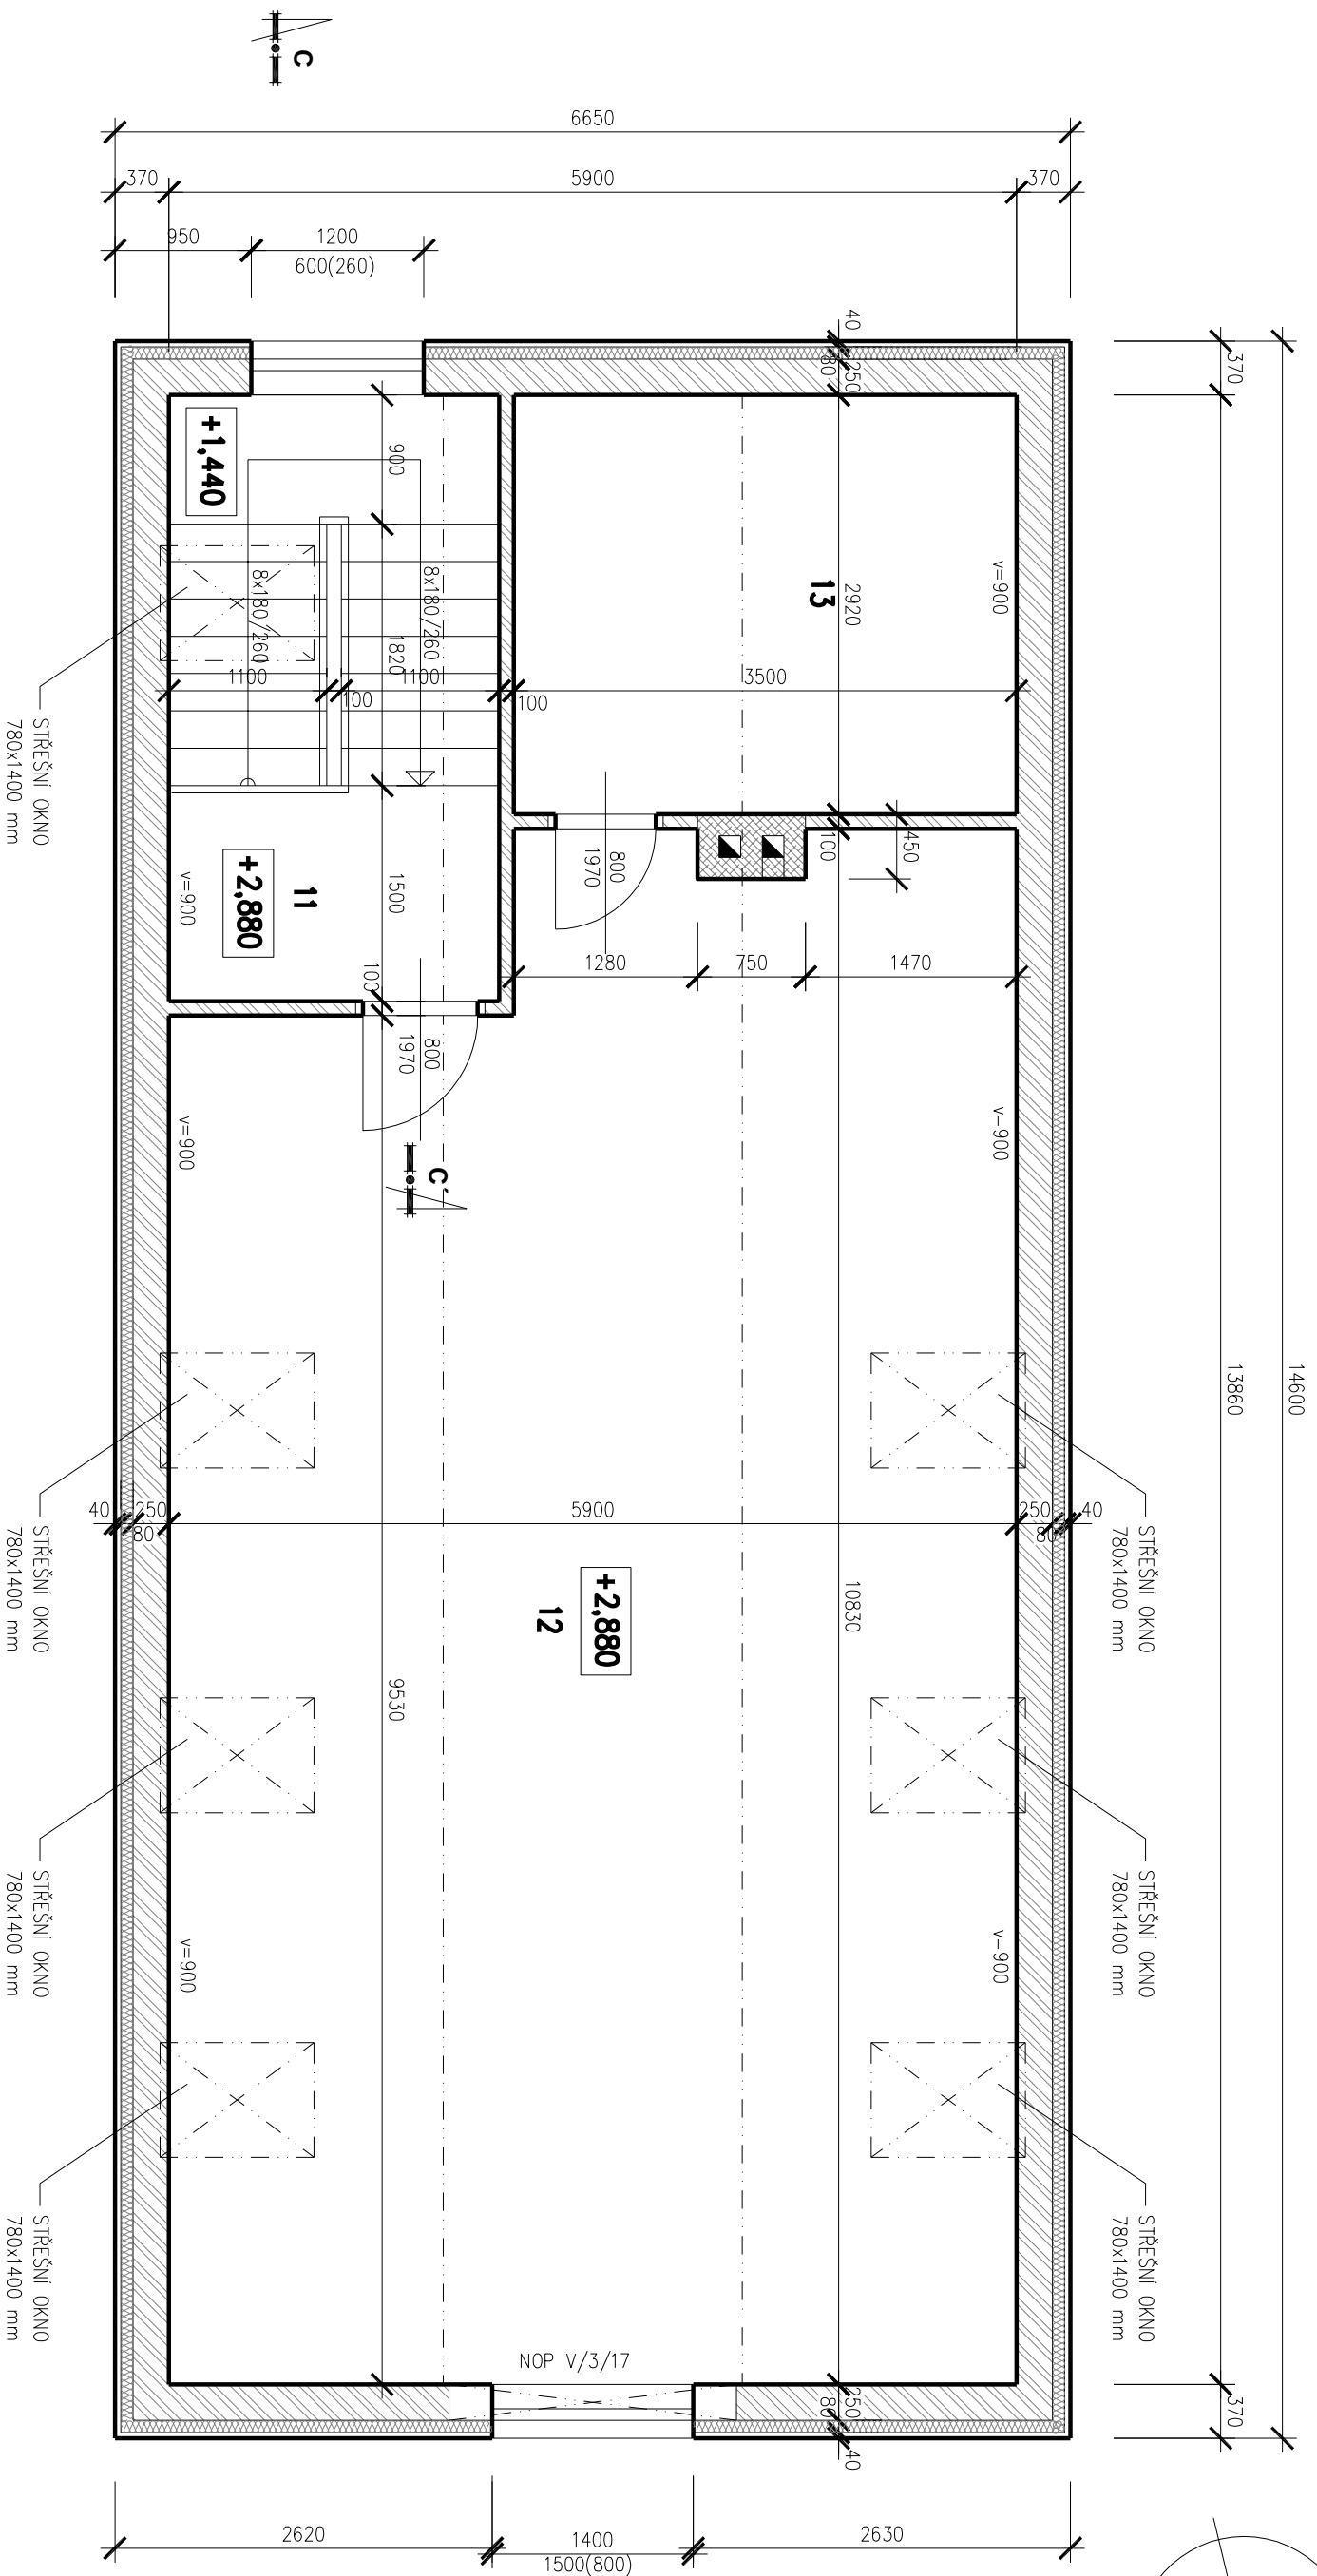 C
6650
370
5900
370
950
1200
600(260)
40
250
80
370
14600
13860
+1,440
900
v=900
13
2920
8x180/260
8x180/260
1820
1100
100
1100
100
3500
STŘEŠNÍ OKNO
780x1400 mm
450
100
800
1970
11
+2,880
v=900
1500
1280
750
1470
100
800
1970
v=900
v=900
C´
STŘEŠNÍ OKNO
780x1400 mm
STŘEŠNÍ OKNO
780x1400 mm
40
250
80
5900
250
80
40
+2,880
12
10830
9530
STŘEŠNÍ OKNO
780x1400 mm
STŘEŠNÍ OKNO
780x1400 mm
v=900
v=900
STŘEŠNÍ OKNO
780x1400 mm
STŘEŠNÍ OKNO
780x1400 mm
NOP V/3/17
250
80
40
370
2620
1400
1500(800)
2630